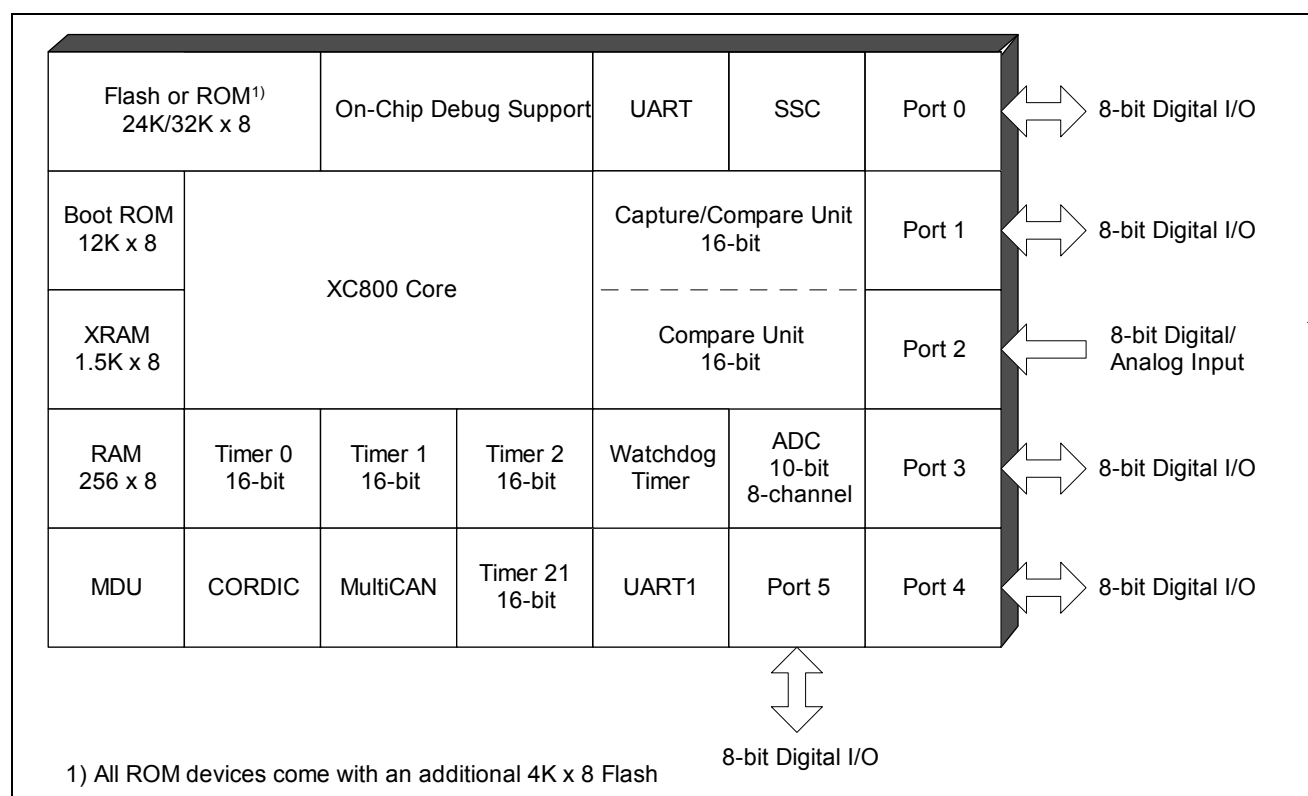 Flash or ROM1)
24K/32K x 8
On-Chip Debug Support
UART
SSC
Port 0
8-bit Digital I/O
Boot ROM
12K x 8
XC800 Core
Capture/Compare Unit
16-bit
Port 1
8-bit Digital I/O
XRAM
1.5K x 8
Compare Unit
16-bit
Port 2
8-bit Digital/
Analog Input
RAM
256 x 8
Timer 0
16-bit
Timer 1
16-bit
Timer 2
16-bit
Watchdog
Timer
ADC
10-bit
8-channel
Port 3
8-bit Digital I/O
MDU
CORDIC
MultiCAN
Timer 21
16-bit
UART1
Port 5
Port 4
8-bit Digital I/O
8-bit Digital I/O
1) All ROM devices come with an additional 4K x 8 Flash